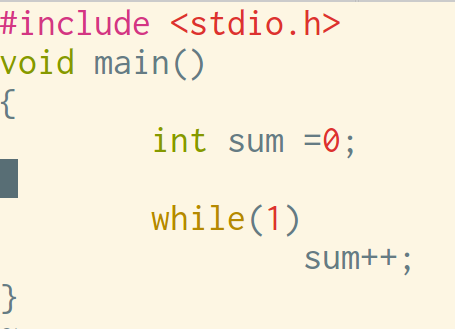 #include <stdio.h>
void main()
{
int sum =0;
while(1)
sum++;
}